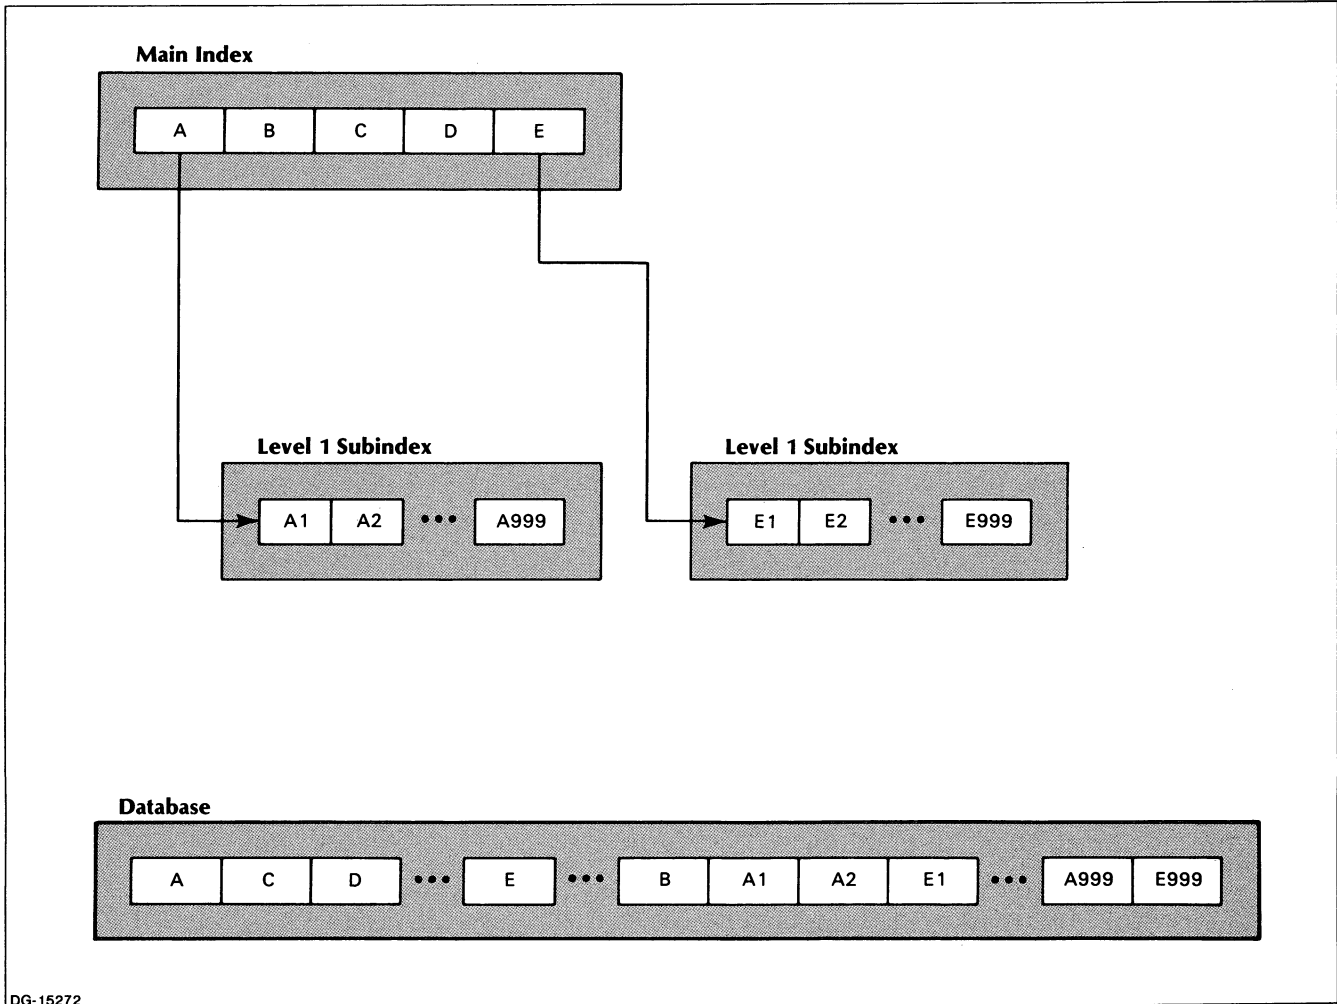 Main Index
A B C D E
Level 1 Subindex Level 1 Subindex
A1 A2 ••• A999 E1 E2 ••• E999
Database
A C D ••• E ••• B A1 A2 E1 ••• A999 E999
DG-15272